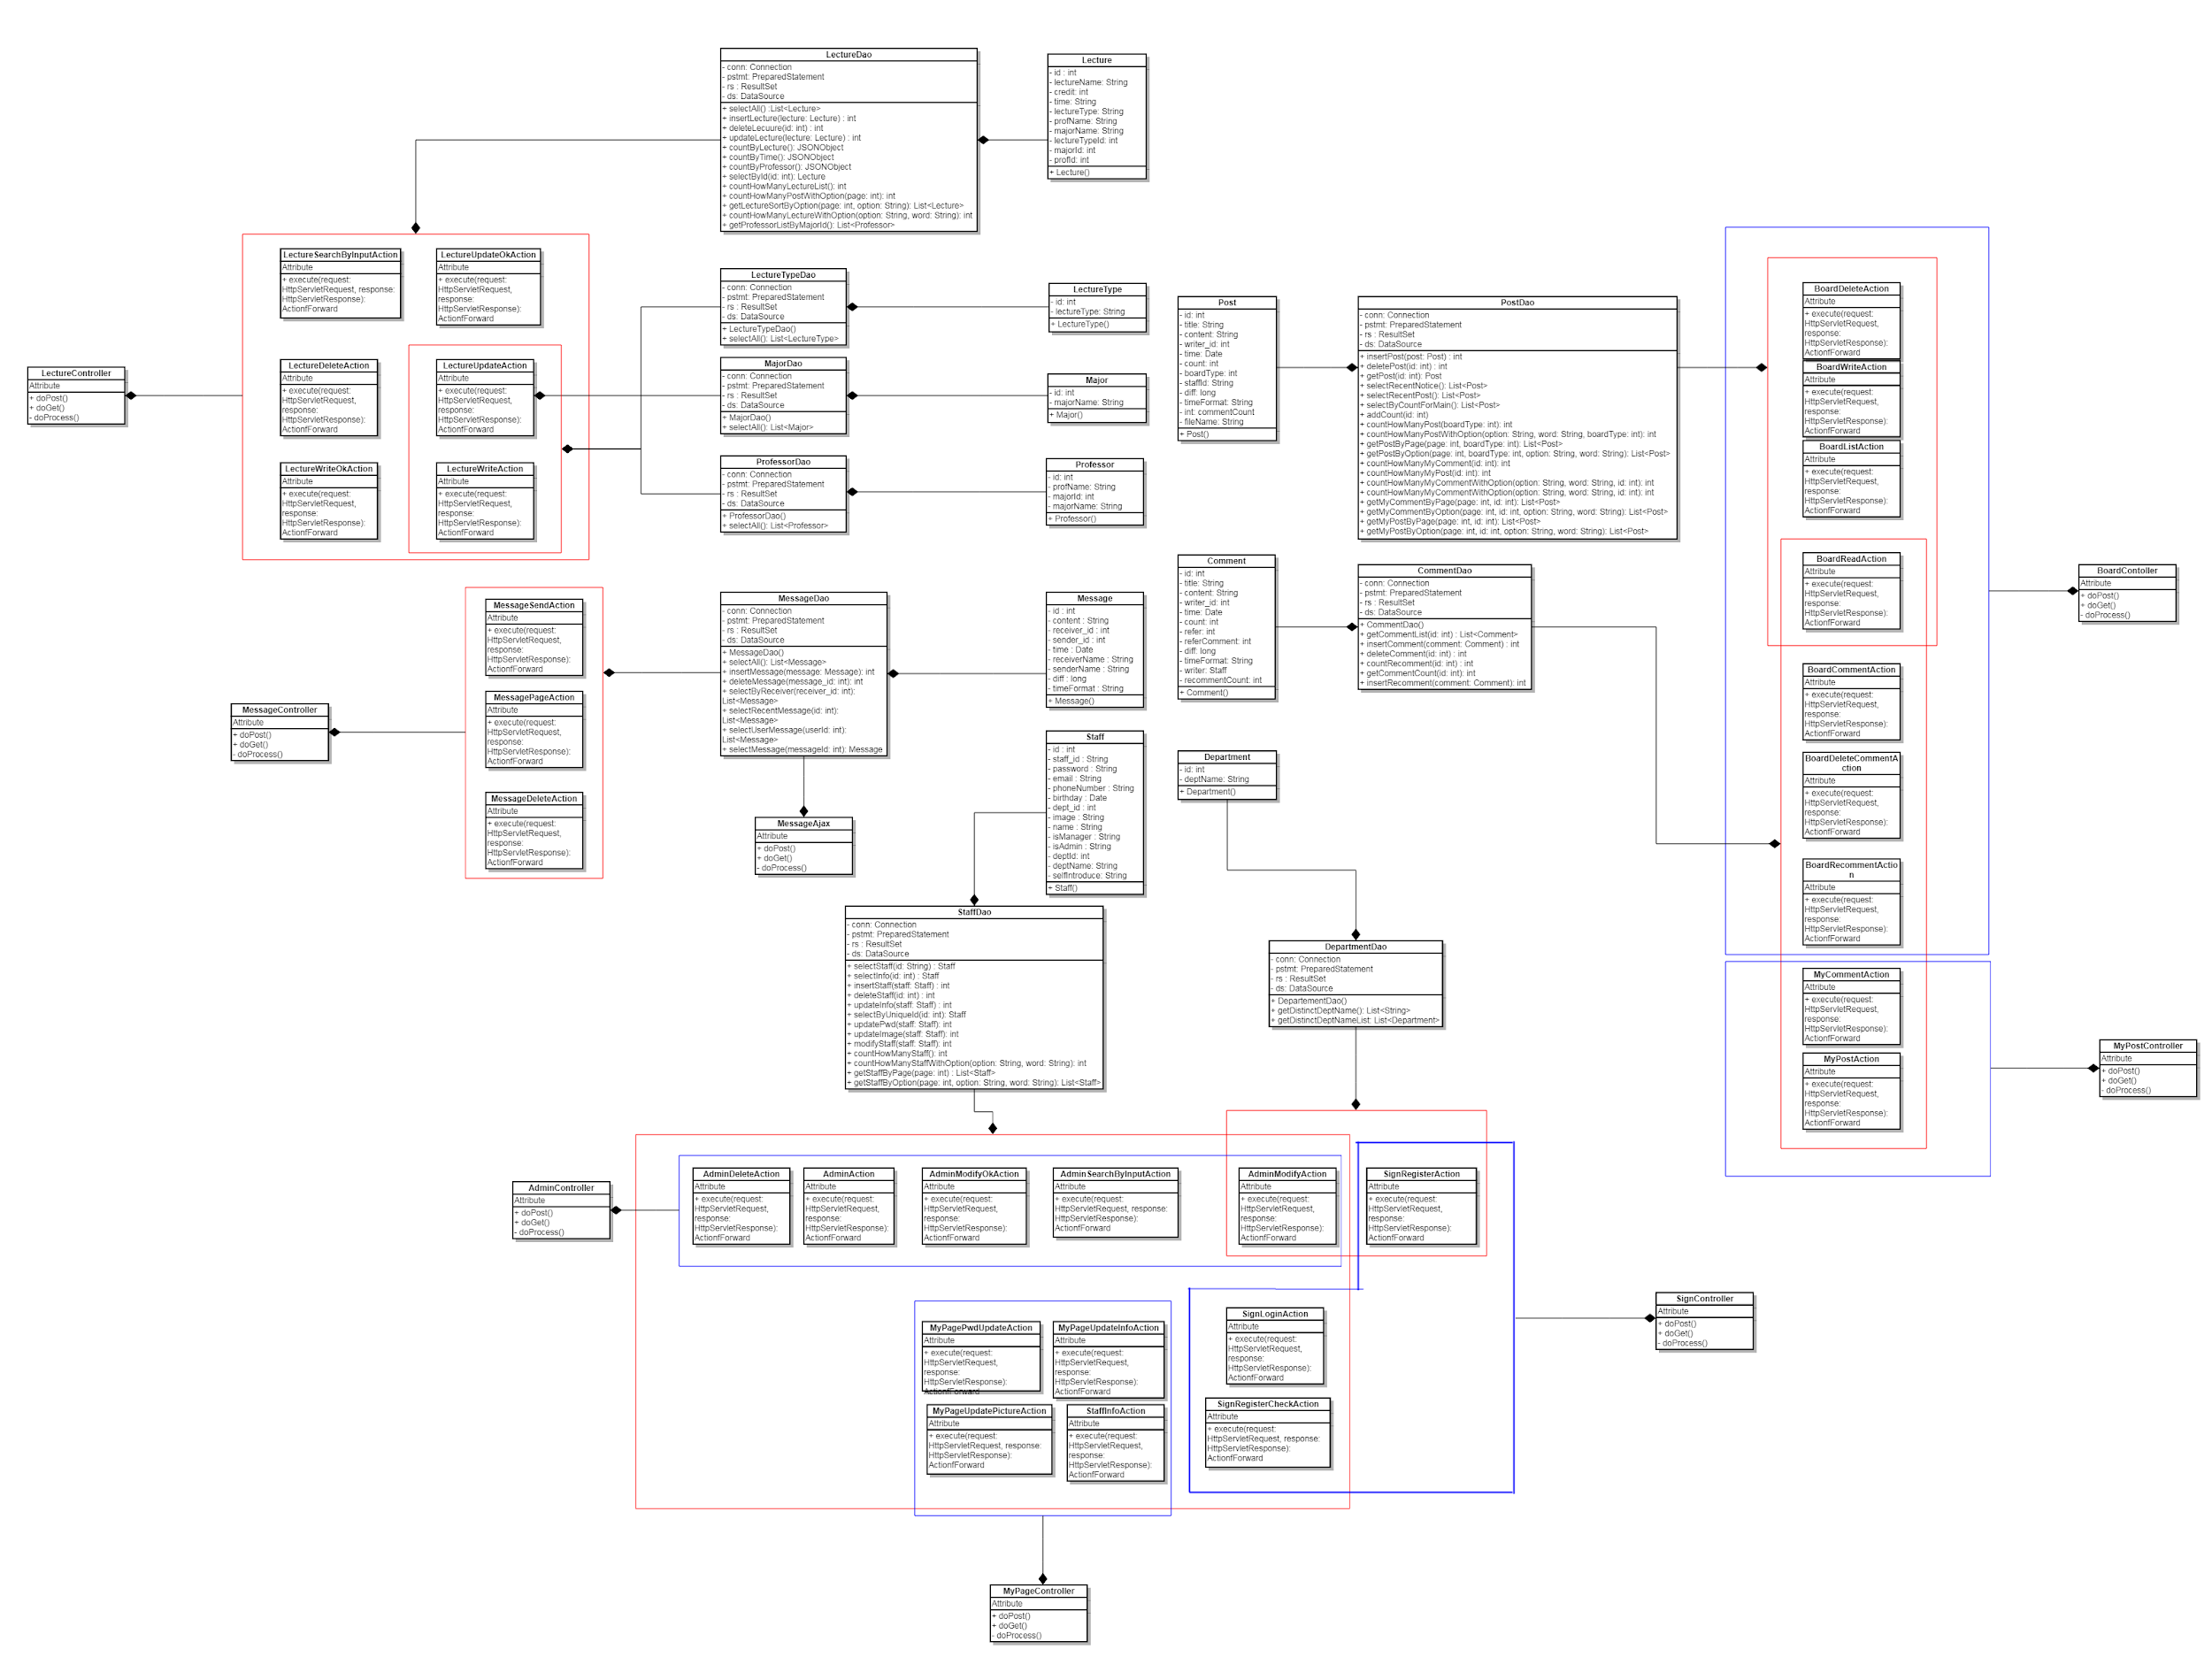 LectureDao
- conn: Connection
- pstmt: PreparedStatement
- rs : ResultSet
- ds: DataSource
+ selectAll() :List<Lecture>
+ insertLecture(lecture: Lecture) : int
+ deleteLecuure(id: int) : int
+ updateLecture(lecture: Lecture) : int
+ countByLecture(): JSONObject
+ countByTime(): JSONObject
+ countByProfessor(): JSONObject
+ selectById(id: int): Lecture
+ countHowManyLectureList(): int
+ countHowManyPostWithOption(page: int): int
+ getLectureSortByOption(page: int, option: String): List<Lecture>
+ countHowManyLectureWithOption(option: String, word: String): int
+ getProfessorListByMajorId(): List<Professor>
Lecture
- id : int
- lectureName: String
- credit: int
- time: String
- lectureType: String
- profName: String
- majorName: String
- lectureTypeId: int
- majorId: int
- profId: int
+ Lecture()
LectureSearchByInputAction
Attribute
+ execute(request:
HttpServletRequest, response:
HttpServletResponse):
ActionfForward
LectureUpdateOkAction
Attribute
+ execute(request:
HttpServletRequest,
response:
HttpServletResponse):
ActionfForward
LectureController
Attribute
+ doPost()
+ doGet()
- doProcess()
LectureDeleteAction
Attribute
+ execute(request:
HttpServletRequest,
response:
HttpServletResponse):
ActionfForward
LectureUpdateAction
Attribute
+ execute(request:
HttpServletRequest,
response:
HttpServletResponse):
ActionfForward
LectureWriteOkAction
Attribute
+ execute(request:
HttpServletRequest,
response:
HttpServletResponse):
ActionfForward
LectureWriteAction
Attribute
+ execute(request:
HttpServletRequest,
response:
HttpServletResponse):
ActionfForward
LectureTypeDao
- conn: Connection
- pstmt: PreparedStatement
- rs : ResultSet
- ds: DataSource
+ LectureTypeDao()
+ selectAll(): List<LectureType>
LectureType
- id: int
- lectureType: String
+ LectureType()
MajorDao
- conn: Connection
- pstmt: PreparedStatement
- rs : ResultSet
- ds: DataSource
+ MajorDao()
+ selectAll(): List<Major>
Major
- id: int
- majorName: String
+ Major()
ProfessorDao
- conn: Connection
- pstmt: PreparedStatement
- rs : ResultSet
- ds: DataSource
+ ProfessorDao()
+ selectAll(): List<Professor>
Professor
- id: int
- profName: String
- majorId: int
- majorName: String
+ Professor()
Post
- id: int
- title: String
- content: String
- writer_id: int
- time: Date
- count: int
- boardType: int
- staffId: String
- diff: long
- timeFormat: String
- int: commentCount
- fileName: String
+ Post()
PostDao
- conn: Connection
- pstmt: PreparedStatement
- rs : ResultSet
- ds: DataSource
+ insertPost(post: Post) : int
+ deletePost(id: int) : int
+ getPost(id: int): Post
+ selectRecentNotice(): List<Post>
+ selectRecentPost(): List<Post>
+ selectByCountForMain(): List<Post>
+ addCount(id: int)
+ countHowManyPost(boardType: int): int
+ countHowManyPostWithOption(option: String, word: String, boardType: int): int
+ getPostByPage(page: int, boardType: int): List<Post>
+ getPostByOption(page: int, boardType: int, option: String, word: String): List<Post>
+ countHowManyMyComment(id: int): int
+ countHowManyMyPost(id: int): int
+ countHowManyMyCommentWithOption(option: String, word: String, id: int): int
+ countHowManyMyCommentWithOption(option: String, word: String, id: int): int
+ getMyCommentByPage(page: int, id: int): List<Post>
+ getMyCommentByOption(page: int, id: int, option: String, word: String): List<Post>
+ getMyPostByPage(page: int, id: int): List<Post>
+ getMyPostByOption(page: int, id: int, option: String, word: String): List<Post>
BoardDeleteAction
Attribute
+ execute(request:
HttpServletRequest,
response:
HttpServletResponse):
ActionfForward
BoardWriteAction
Attribute
+ execute(request:
HttpServletRequest,
response:
HttpServletResponse):
ActionfForward
BoardListAction
Attribute
+ execute(request:
HttpServletRequest,
response:
HttpServletResponse):
ActionfForward
BoardReadAction
Attribute
+ execute(request:
HttpServletRequest,
response:
HttpServletResponse):
ActionfForward
BoardContoller
Attribute
+ doPost()
+ doGet()
- doProcess()
BoardCommentAction
Attribute
+ execute(request:
HttpServletRequest,
response:
HttpServletResponse):
ActionfForward
BoardDeleteCommentA
ction
Attribute
+ execute(request:
HttpServletRequest,
response:
HttpServletResponse):
ActionfForward
BoardRecommentActio
n
Attribute
+ execute(request:
HttpServletRequest,
response:
HttpServletResponse):
ActionfForward
MessageSendAction
Attribute
+ execute(request:
HttpServletRequest,
response:
HttpServletResponse):
ActionfForward
MessagePageAction
Attribute
+ execute(request:
HttpServletRequest,
response:
HttpServletResponse):
ActionfForward
MessageDeleteAction
Attribute
+ execute(request:
HttpServletRequest,
response:
HttpServletResponse):
ActionfForward
MessageController
Attribute
+ doPost()
+ doGet()
- doProcess()
MessageDao
- conn: Connection
- pstmt: PreparedStatement
- rs : ResultSet
- ds: DataSource
+ MessageDao()
+ selectAll(): List<Message>
+ insertMessage(message: Message): int
+ deleteMessage(message_id: int): int
+ selectByReceiver(receiver_id: int):
List<Message>
+ selectRecentMessage(id: int):
List<Message>
+ selectUserMessage(userId: int):
List<Message>
+ selectMessage(messageId: int): Message
Message
- id : int
- content : String
- receiver_id : int
- sender_id : int
- time : Date
- receiverName : String
- senderName : String
- diff : long
- timeFormat : String
+ Message()
Comment
- id: int
- title: String
- content: String
- writer_id: int
- time: Date
- count: int
- refer: int
- referComment: int
- diff: long
- timeFormat: String
- writer: Staff
- recommentCount: int
+ Comment()
CommentDao
- conn: Connection
- pstmt: PreparedStatement
- rs : ResultSet
- ds: DataSource
+ CommentDao()
+ getCommentList(id: int) : List<Comment>
+ insertComment(comment: Comment) : int
+ deleteComment(id: int) : int
+ countRecomment(id: int) : int
+ getCommentCount(id: int): int
+ insertRecomment(comment: Comment): int
MessageAjax
Attribute
+ doPost()
+ doGet()
- doProcess()
Staff
- id : int
- staff_id : String
- password : String
- email : String
- phoneNumber : String
- birthday : Date
- dept_id : int
- image : String
- name : String
- isManager : String
- isAdmin : String
- deptId: int
- deptName: String
- selfIntroduce: String
+ Staff()
Department
- id: int
- deptName: String
+ Department()
StaffDao
- conn: Connection
- pstmt: PreparedStatement
- rs : ResultSet
- ds: DataSource
+ selectStaff(id: String) : Staff
+ selectInfo(id: int) : Staff
+ insertStaff(staff: Staff) : int
+ deleteStaff(id: int) : int
+ updateInfo(staff: Staff) : int
+ selectByUniqueId(id: int): Staff
+ updatePwd(staff: Staff): int
+ updateImage(staff: Staff): int
+ modifyStaff(staff: Staff): int
+ countHowManyStaff(): int
+ countHowManyStaffWithOption(option: String, word: String): int
+ getStaffByPage(page: int) : List<Staff>
+ getStaffByOption(page: int, option: String, word: String): List<Staff>
DepartmentDao
- conn: Connection
- pstmt: PreparedStatement
- rs : ResultSet
- ds: DataSource
+ DepartementDao()
+ getDistinctDeptName(): List<String>
+ getDistinctDeptNameList: List<Department>
MyCommentAction
Attribute
+ execute(request:
HttpServletRequest,
response:
HttpServletResponse):
ActionfForward
MyPostAction
Attribute
+ execute(request:
HttpServletRequest,
response:
HttpServletResponse):
ActionfForward
MyPostController
Attribute
+ doPost()
+ doGet()
- doProcess()
AdminController
Attribute
+ doPost()
+ doGet()
- doProcess()
AdminDeleteAction
Attribute
+ execute(request:
HttpServletRequest,
response:
HttpServletResponse):
ActionfForward
AdminAction
Attribute
+ execute(request:
HttpServletRequest,
response:
HttpServletResponse):
ActionfForward
AdminModifyOkAction
Attribute
+ execute(request:
HttpServletRequest,
response:
HttpServletResponse):
ActionfForward
AdminSearchByInputAction
Attribute
+ execute(request:
HttpServletRequest, response:
HttpServletResponse):
ActionfForward
AdminModifyAction
Attribute
+ execute(request:
HttpServletRequest,
response:
HttpServletResponse):
ActionfForward
SignRegisterAction
Attribute
+ execute(request:
HttpServletRequest,
response:
HttpServletResponse):
ActionfForward
MyPagePwdUpdateAction
Attribute
+ execute(request:
HttpServletRequest,
response:
HttpServletResponse):
ActionfForward
MyPageUpdateInfoAction
Attribute
+ execute(request:
HttpServletRequest,
response:
HttpServletResponse):
ActionfForward
MyPageUpdatePictureAction
Attribute
+ execute(request:
HttpServletRequest, response:
HttpServletResponse):
ActionfForward
StaffInfoAction
Attribute
+ execute(request:
HttpServletRequest,
response:
HttpServletResponse):
ActionfForward
SignLoginAction
Attribute
+ execute(request:
HttpServletRequest,
response:
HttpServletResponse):
ActionfForward
SignRegisterCheckAction
Attribute
+ execute(request:
HttpServletRequest, response:
HttpServletResponse):
ActionfForward
SignController
Attribute
+ doPost()
+ doGet()
- doProcess()
MyPageController
Attribute
+ doPost()
+ doGet()
- doProcess()